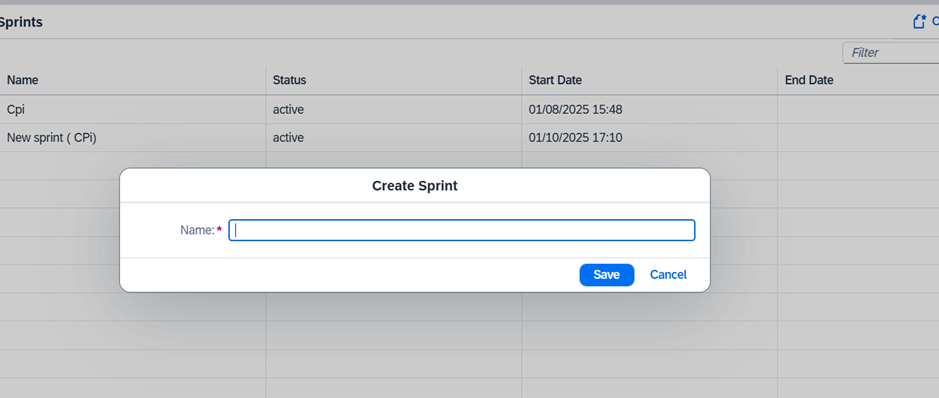 Sprints
Filter
Name Status Start Date End Date
Cpi active 01/08/2025 15:48
New sprint ( CPi) active 01/10/2025 17:10
Create Sprint
Name:*
Save Cancel